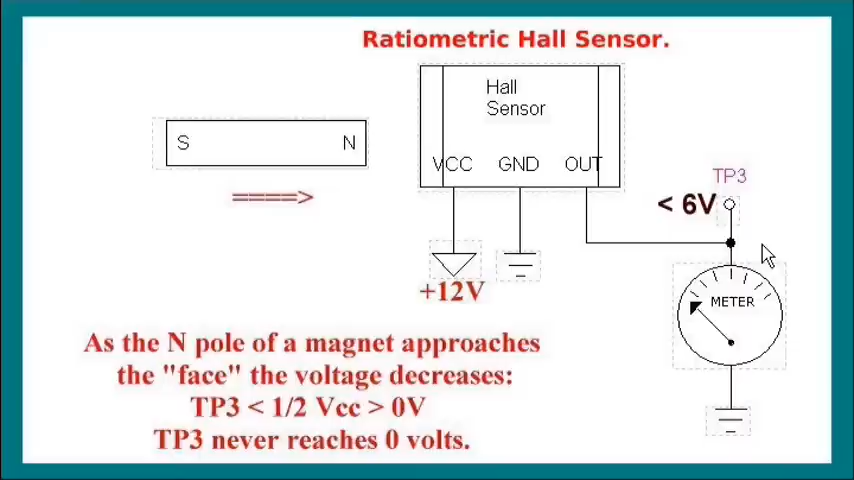 Ratiometric Hall Sensor.
Hall
Sensor
S N
VCC GND OUT
====>
TP3
< 6V
+12V
METER
As the N pole of a magnet approaches
the "face" the voltage decreases:
TP3 < 1/2 Vcc > 0V
TP3 never reaches 0 volts.